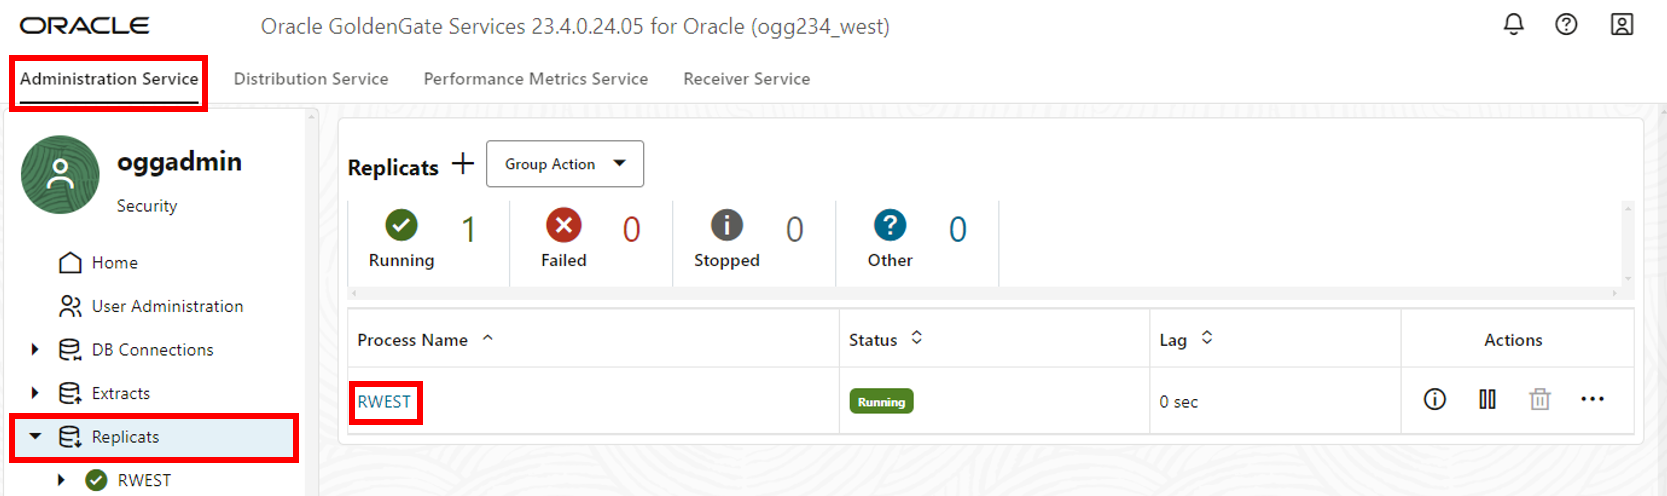 ORACLE
Oracle GoldenGate Services 23.4.0.24.05 for Oracle (ogg234_west)
Administration Service Distribution Service Performance Metrics Service Receiver Service
oggadmin
Security
Home
User Administration
DB Connections
Extracts
Replicats
RWEST
Replicats Group Action
1 0 0 0
Running Failed Stopped Other
Process Name Status Lag Actions
RWEST Running 0 sec